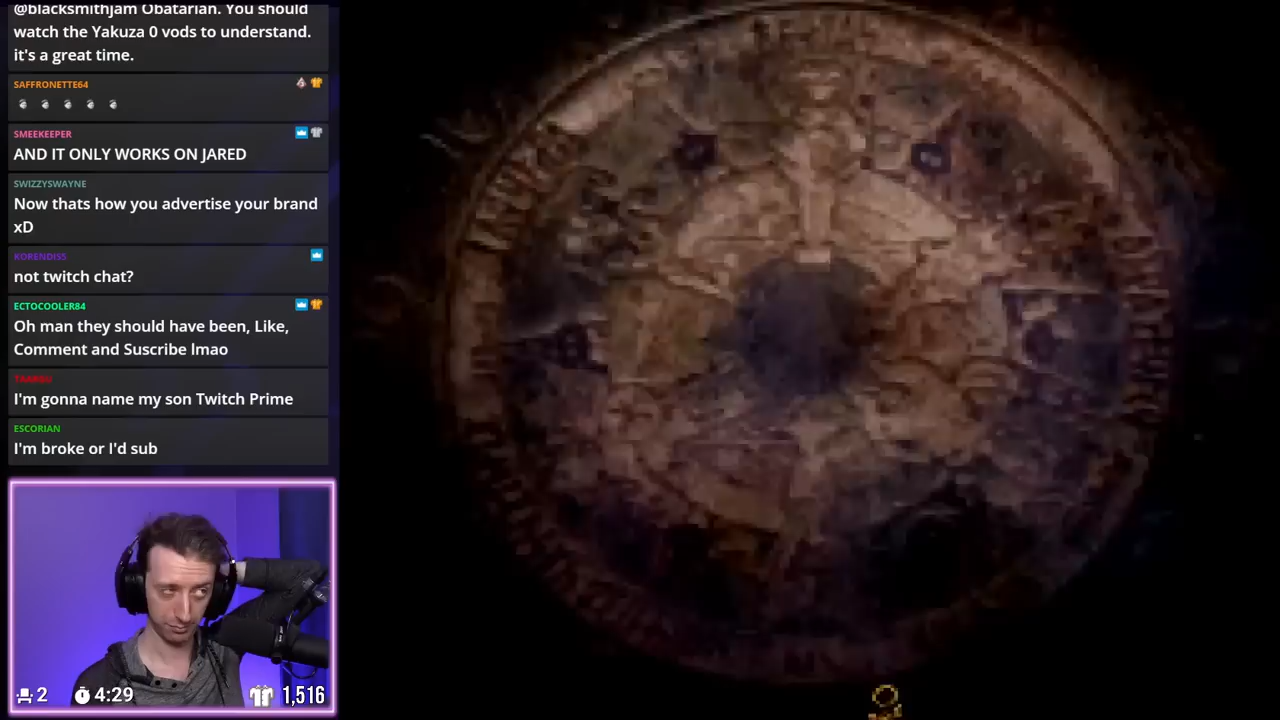 @blacksmithjam Obatarian. You should
watch the Yakuza 0 vods to understand.
it's a great time.
SAFFRONETTE64
SMEEKEEPER
AND IT ONLY WORKS ON JARED
SWIZZYSWAYNE
Now thats how you advertise your brand
xD
KORENDISS
not twitch chat?
ECTOCOOLER84
Oh man they should have been, Like,
Comment and Suscribe lmao
I'm gonna name my son Twitch Prime
ESCORIAN
I'm broke or I'd sub
2
4:29
1,516